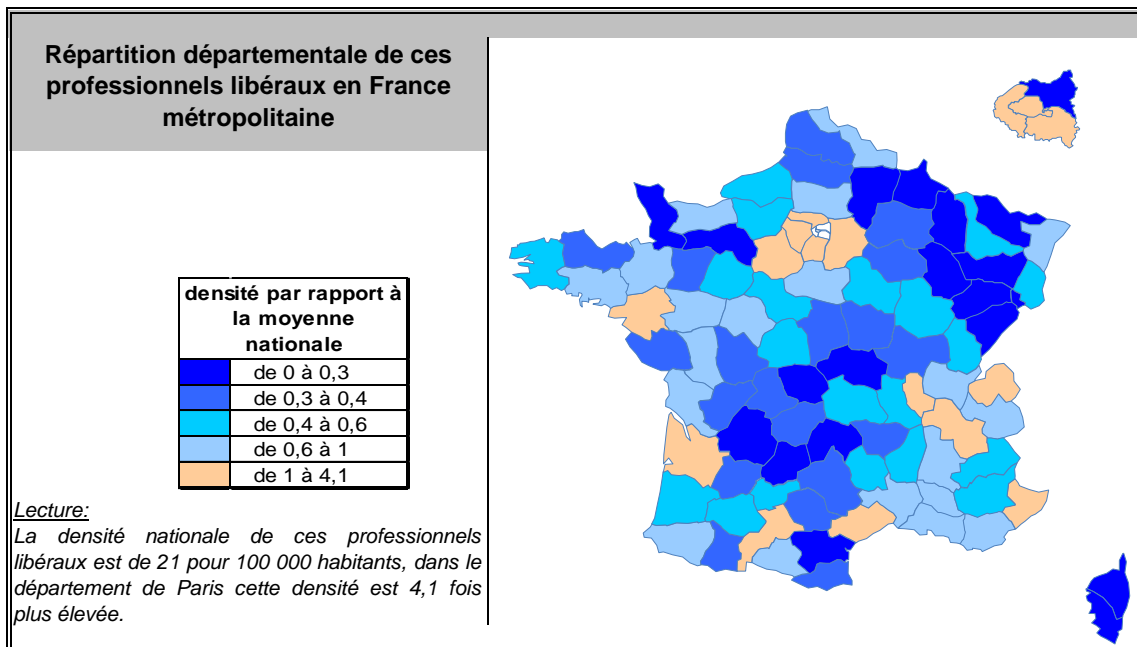 Répartition départementale de ces
professionnels libéraux en France
métropolitaine
densité par rapport à
la moyenne
nationale
de 0 à 0,3
de 0,3 à 0,4
de 0,4 à 0,6
de 0,6 à 1
de 1 à 4,1
Lecture:
La densité nationale de ces professionnels
libéraux est de 21 pour 100 000 habitants, dans le
département de Paris cette densité est 4,1 fois
plus élevée.